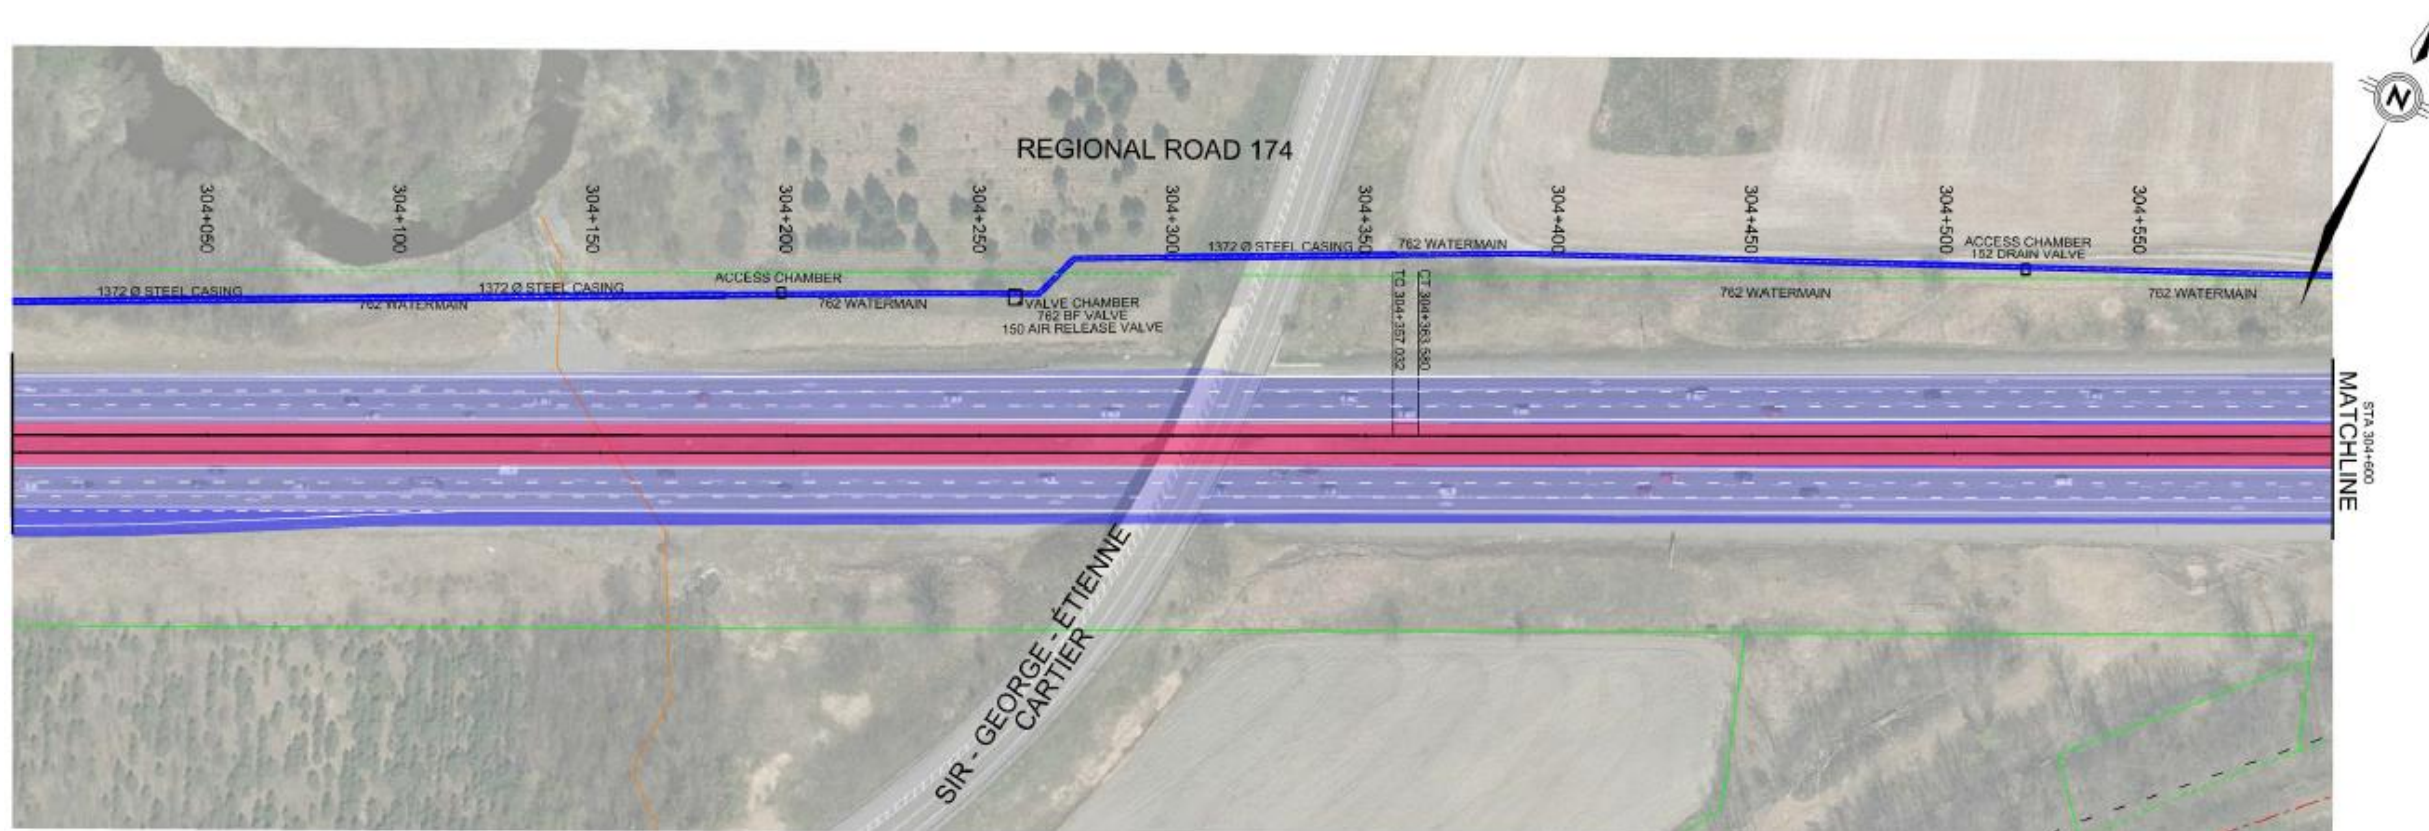 N
REGIONAL ROAD 174
304+050
304+100
304+150
304+200
304+250
304+300
304+350
304+400
304+450
304+500
304+550
1372 Ø STEEL CASING
762 WATERMAIN
ACCESS CHAMBER
152 DRAIN VALVE
ACCESS CHAMBER
1372 Ø STEEL CASING
762 WATERMAIN
1372 Ø STEEL CASING
762 WATERMAIN
VALVE CHAMBER
762 BF VALVE
150 AIR RELEASE VALVE
TC 304+357.032
CT 304+363.580
762 WATERMAIN
762 WATERMAIN
STA 304+600
MATCHLINE
SIR - GEORGE - ÉTIENNE
CARTIER